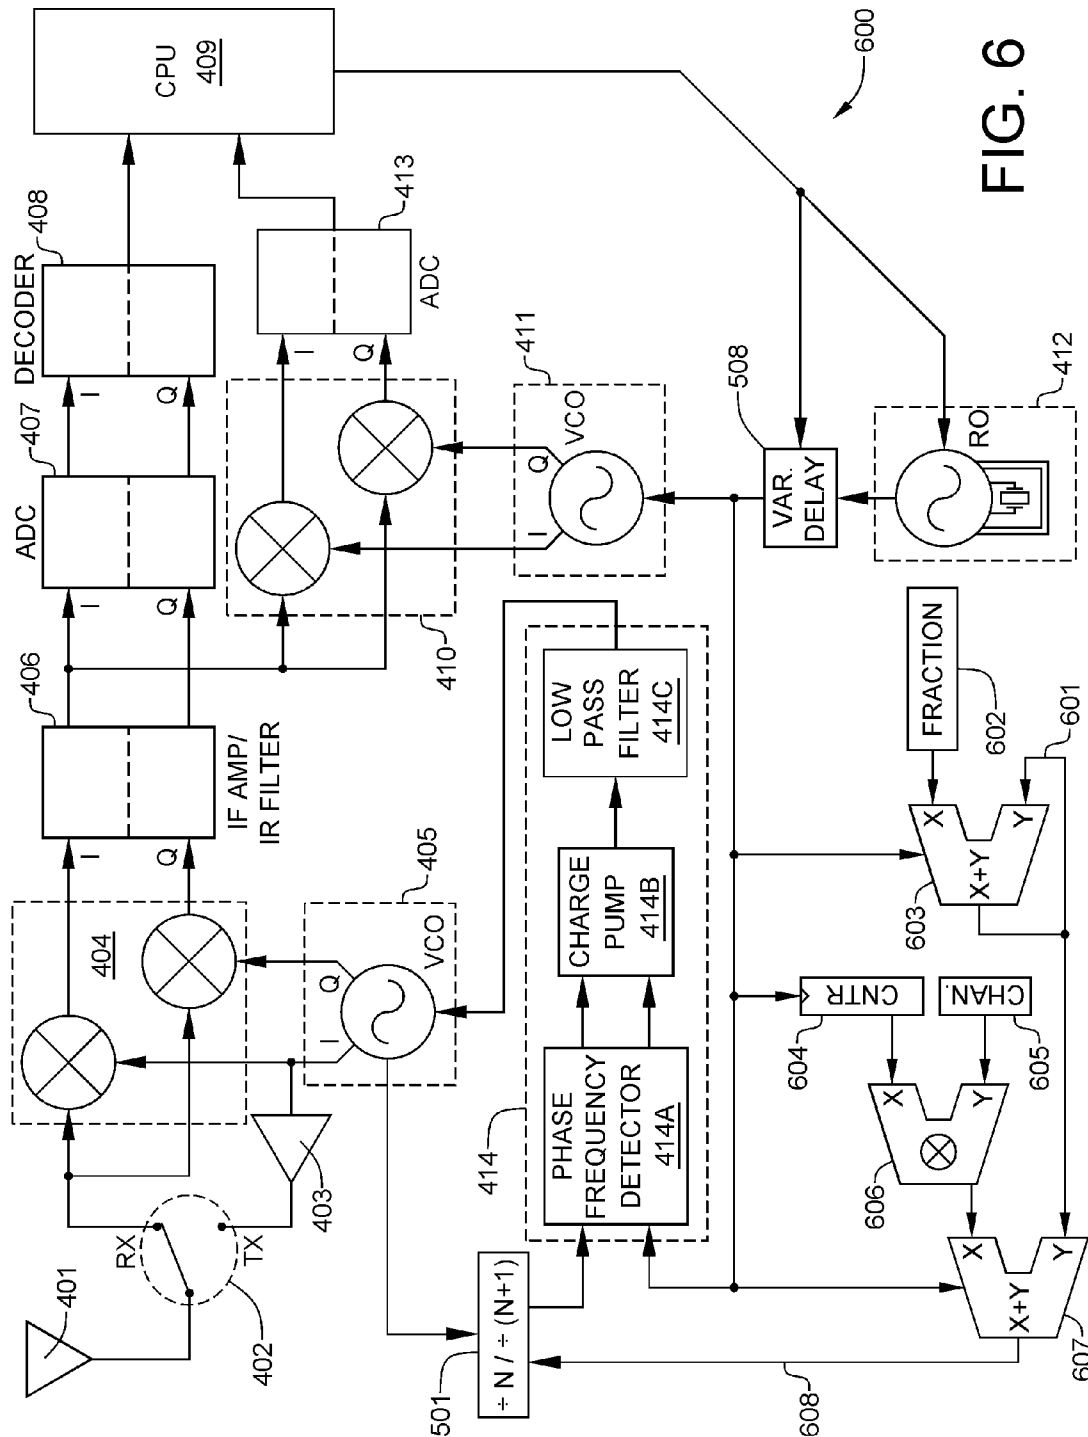 401
RX
TX
402
403
404
I
Q
405
VCO
I
Q
406
IF AMP/
IR FILTER
I
Q
407
ADC
I
Q
408
DECODER
CPU
409
410
I
Q
413
ADC
411
VCO
I
Q
414
PHASE
FREQUENCY
DETECTOR
414A
CHARGE
PUMP
414B
LOW
PASS
FILTER
414C
501
÷ N / ÷ (N+1)
508
VAR.
DELAY
RO
412
FRACTION
602
601
X
Y
X+Y
603
CNTR
604
CHAN.
605
X
Y
606
X
Y
X+Y
607
608
600
FIG. 6